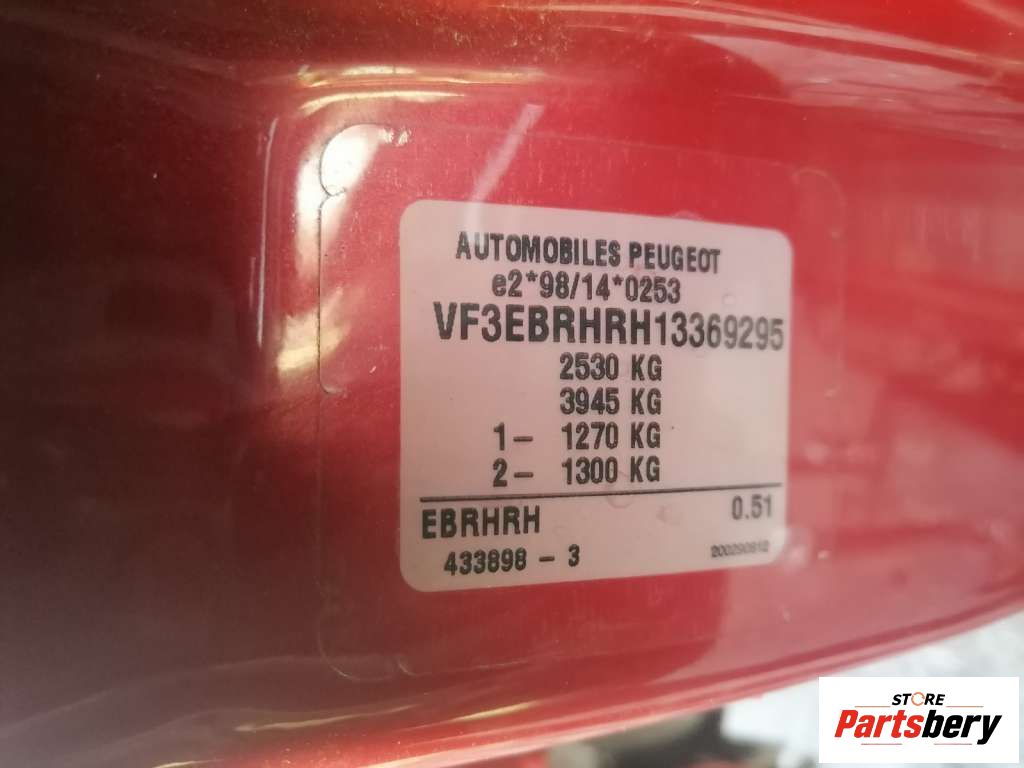 AUTOMOBILES PEUGEOT
e2*98/14*0253
VF3EBRHRH13369295
2530 KG
3945 KG
1- 1270 KG
2- 1300 KG
EBRHRH 0.51
433898 - 3 200290812
STORE
Partsbery